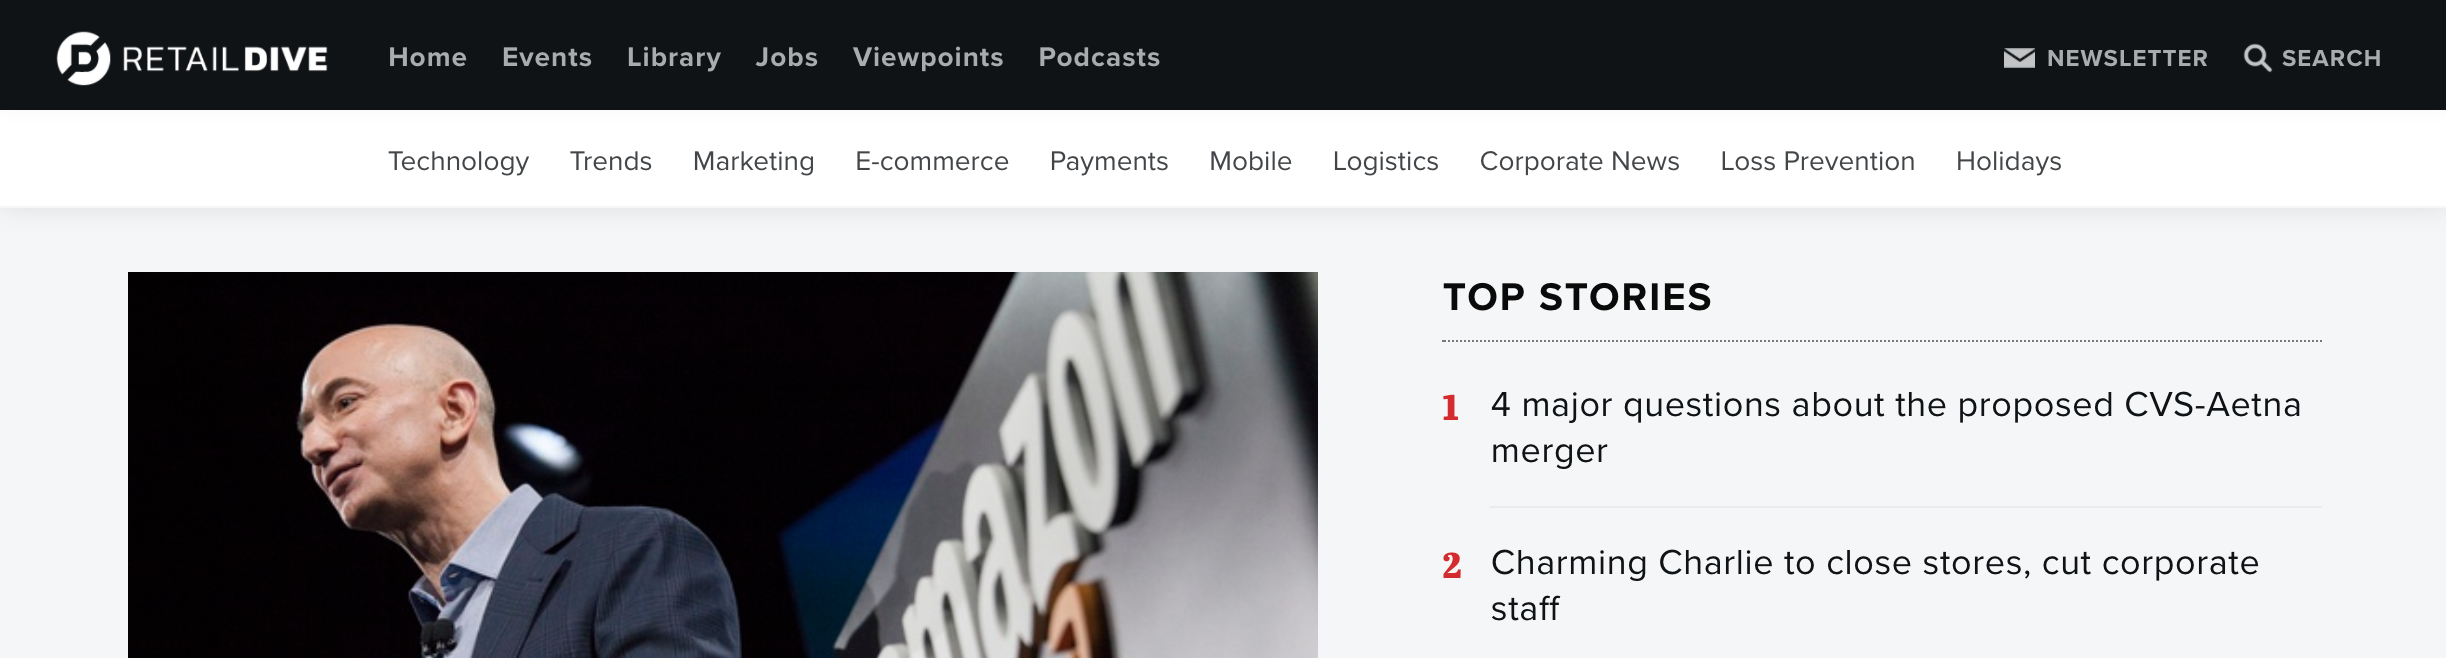 RETAILDIVE Home Events Library Jobs Viewpoints Podcasts NEWSLETTER SEARCH
Technology Trends Marketing E-commerce Payments Mobile Logistics Corporate News Loss Prevention Holidays
amazon
TOP STORIES
1 4 major questions about the proposed CVS-Aetna
merger
2 Charming Charlie to close stores, cut corporate
staff